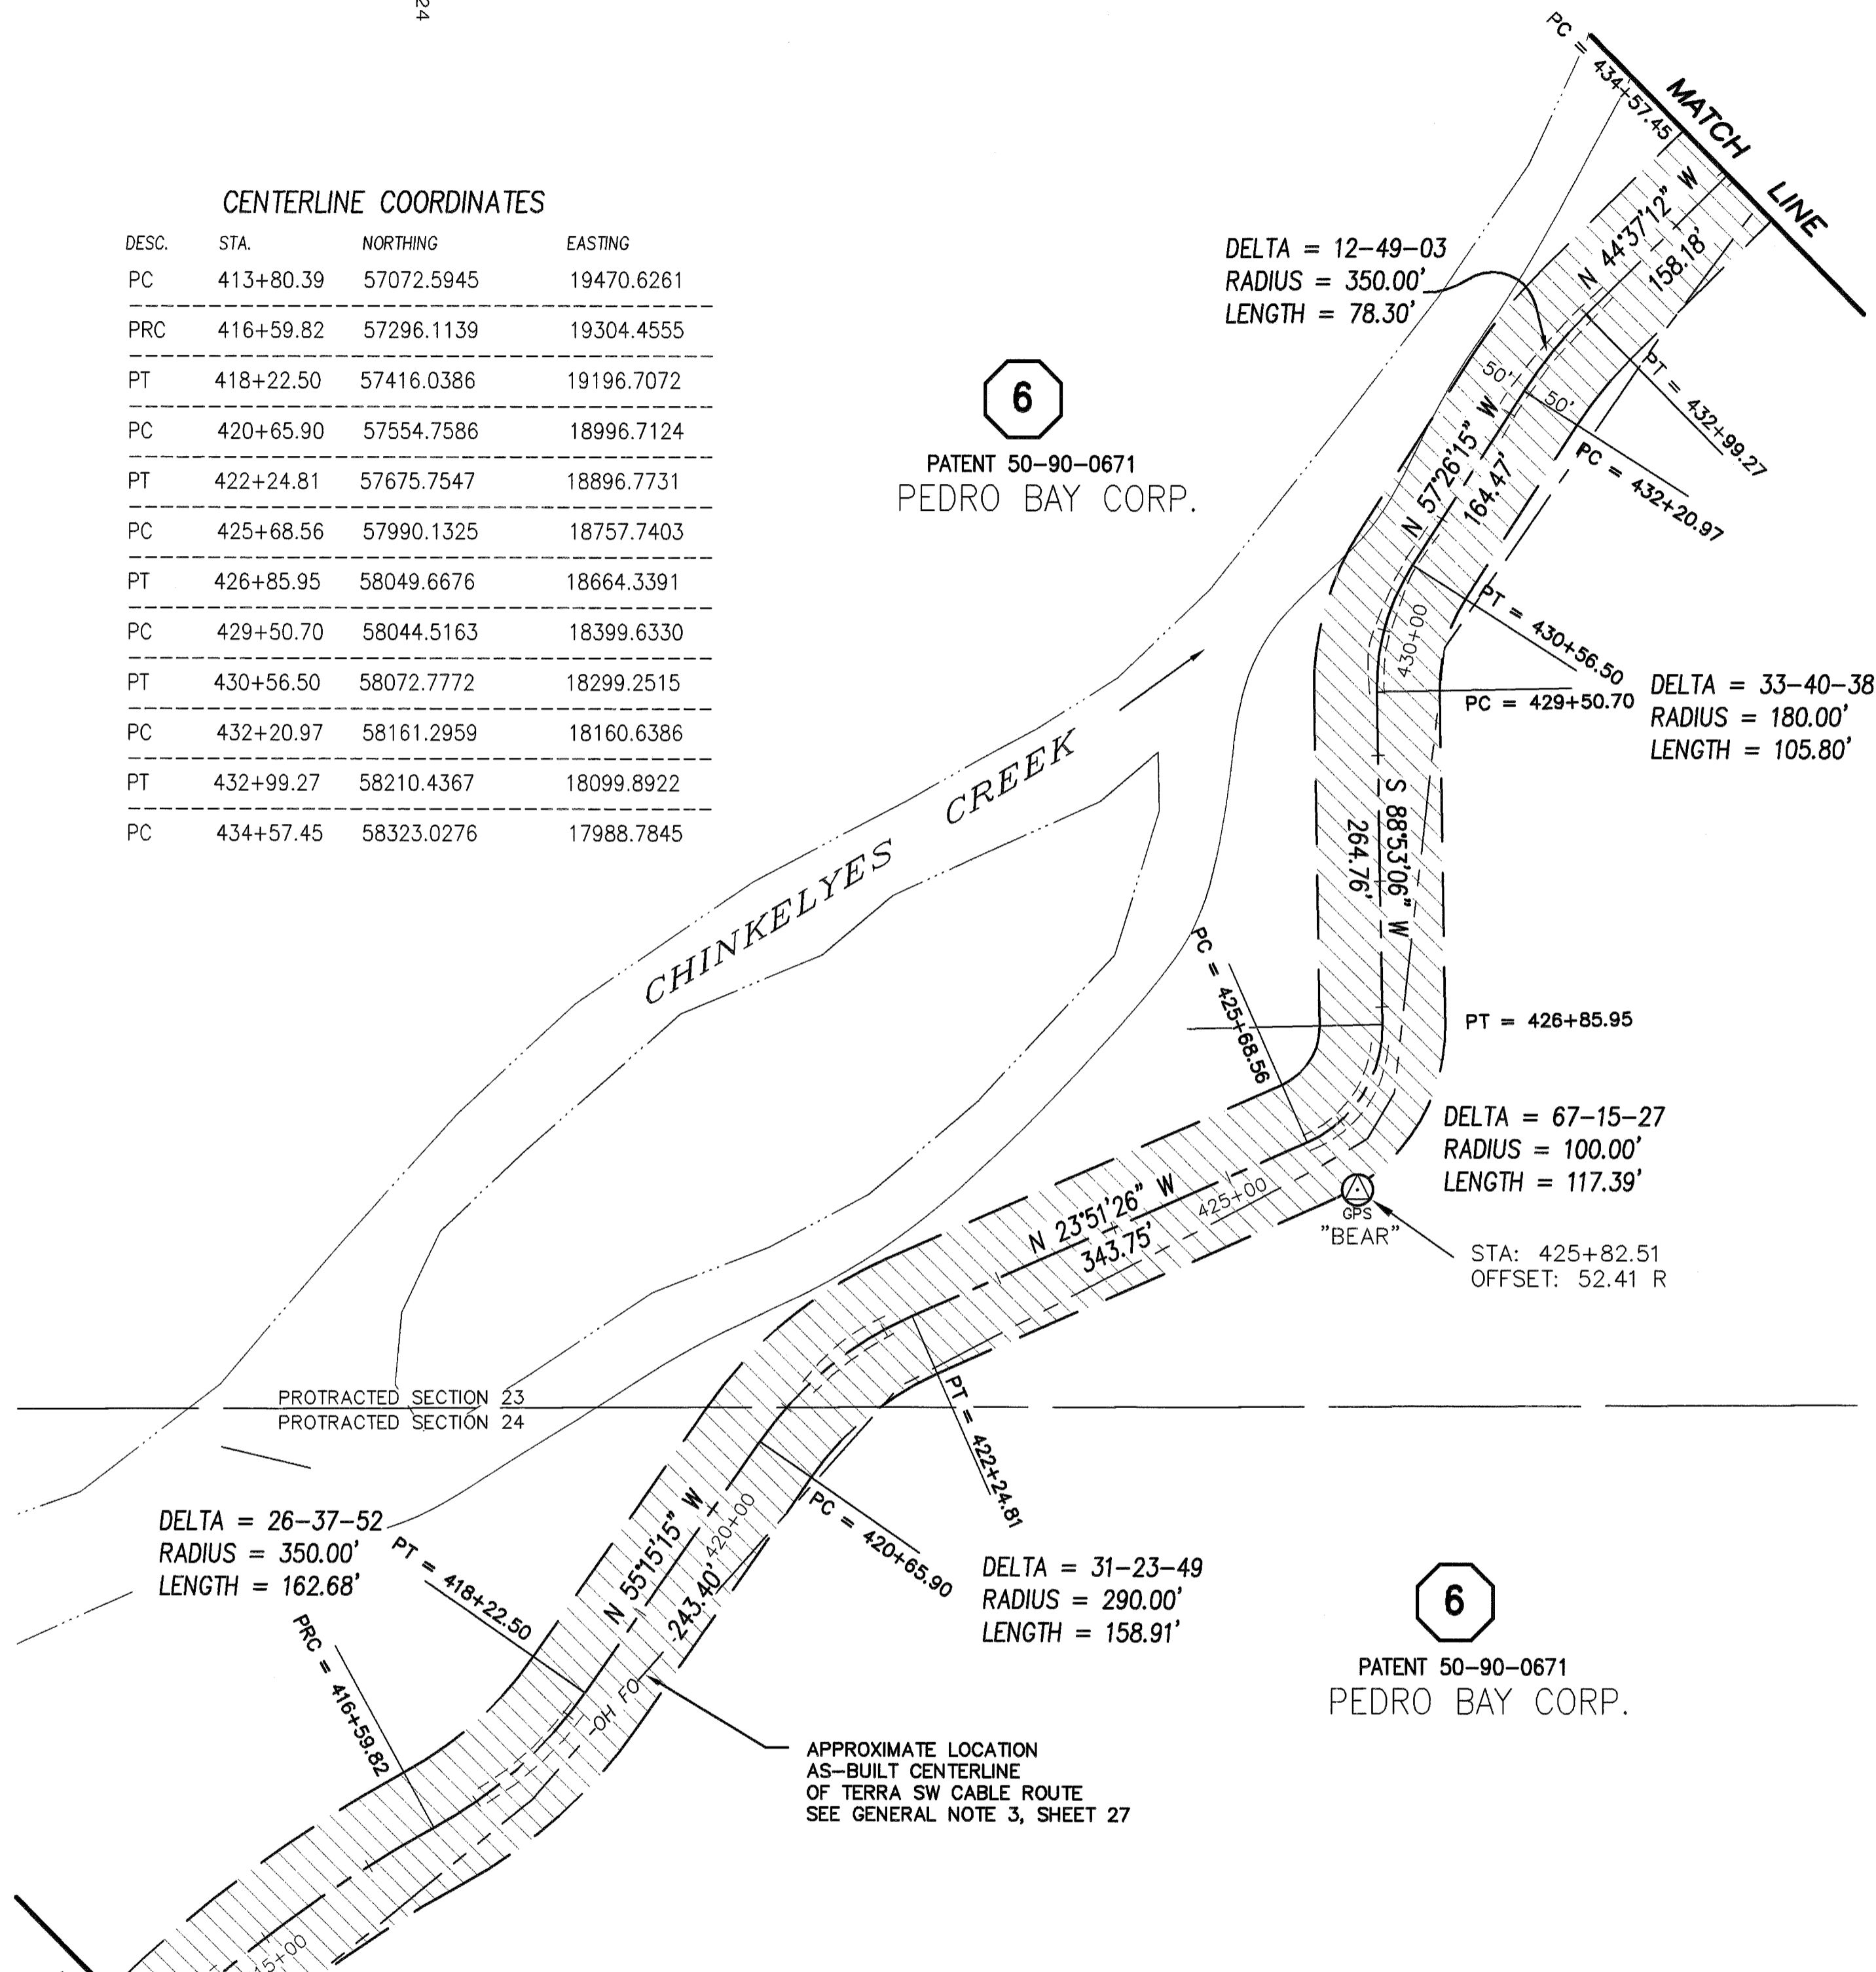 24
CENTERLINE COORDINATES
DESC. STA. NORTHING EASTING
PC 413+80.39 57072.5945 19470.6261
PRC 416+59.82 57296.1139 19304.4555
PT 418+22.50 57416.0386 19196.7072
PC 420+65.90 57554.7586 18996.7124
PT 422+24.81 57675.7547 18896.7731
PC 425+68.56 57990.1325 18757.7403
PT 426+85.95 58049.6676 18664.3391
PC 429+50.70 58044.5163 18399.6330
PT 430+56.50 58072.7772 18299.2515
PC 432+20.97 58161.2959 18160.6386
PT 432+99.27 58210.4367 18099.8922
PC 434+57.45 58323.0276 17988.7845
PC = 434+57.45
MATCH LINE
N 44°37'12" W
158.18'
DELTA = 12-49-03
RADIUS = 350.00'
LENGTH = 78.30'
50'
50'
PT = 432+99.27
PC = 432+20.97
N 57°26'15" W
164.47'
6
PATENT 50-90-0671
PEDRO BAY CORP.
PT = 430+56.50
430+00
PC = 429+50.70
DELTA = 33-40-38
RADIUS = 180.00'
LENGTH = 105.80'
S 88°53'06" W
264.76'
CHINKELYES CREEK
PC = 425+68.56
PT = 426+85.95
DELTA = 67-15-27
RADIUS = 100.00'
LENGTH = 117.39'
N 23°51'26" W
343.75'
425+00
GPS
"BEAR"
STA: 425+82.51
OFFSET: 52.41 R
PROTRACTED SECTION 23
PROTRACTED SECTION 24
PT = 422+24.81
PC = 420+65.90
DELTA = 31-23-49
RADIUS = 290.00'
LENGTH = 158.91'
N 55°15'15" W
243.40'
420+00
DELTA = 26-37-52
RADIUS = 350.00'
LENGTH = 162.68'
PT = 418+22.50
PRC = 416+59.82
OH FO
APPROXIMATE LOCATION
AS-BUILT CENTERLINE
OF TERRA SW CABLE ROUTE
SEE GENERAL NOTE 3, SHEET 27
6
PATENT 50-90-0671
PEDRO BAY CORP.
15+00